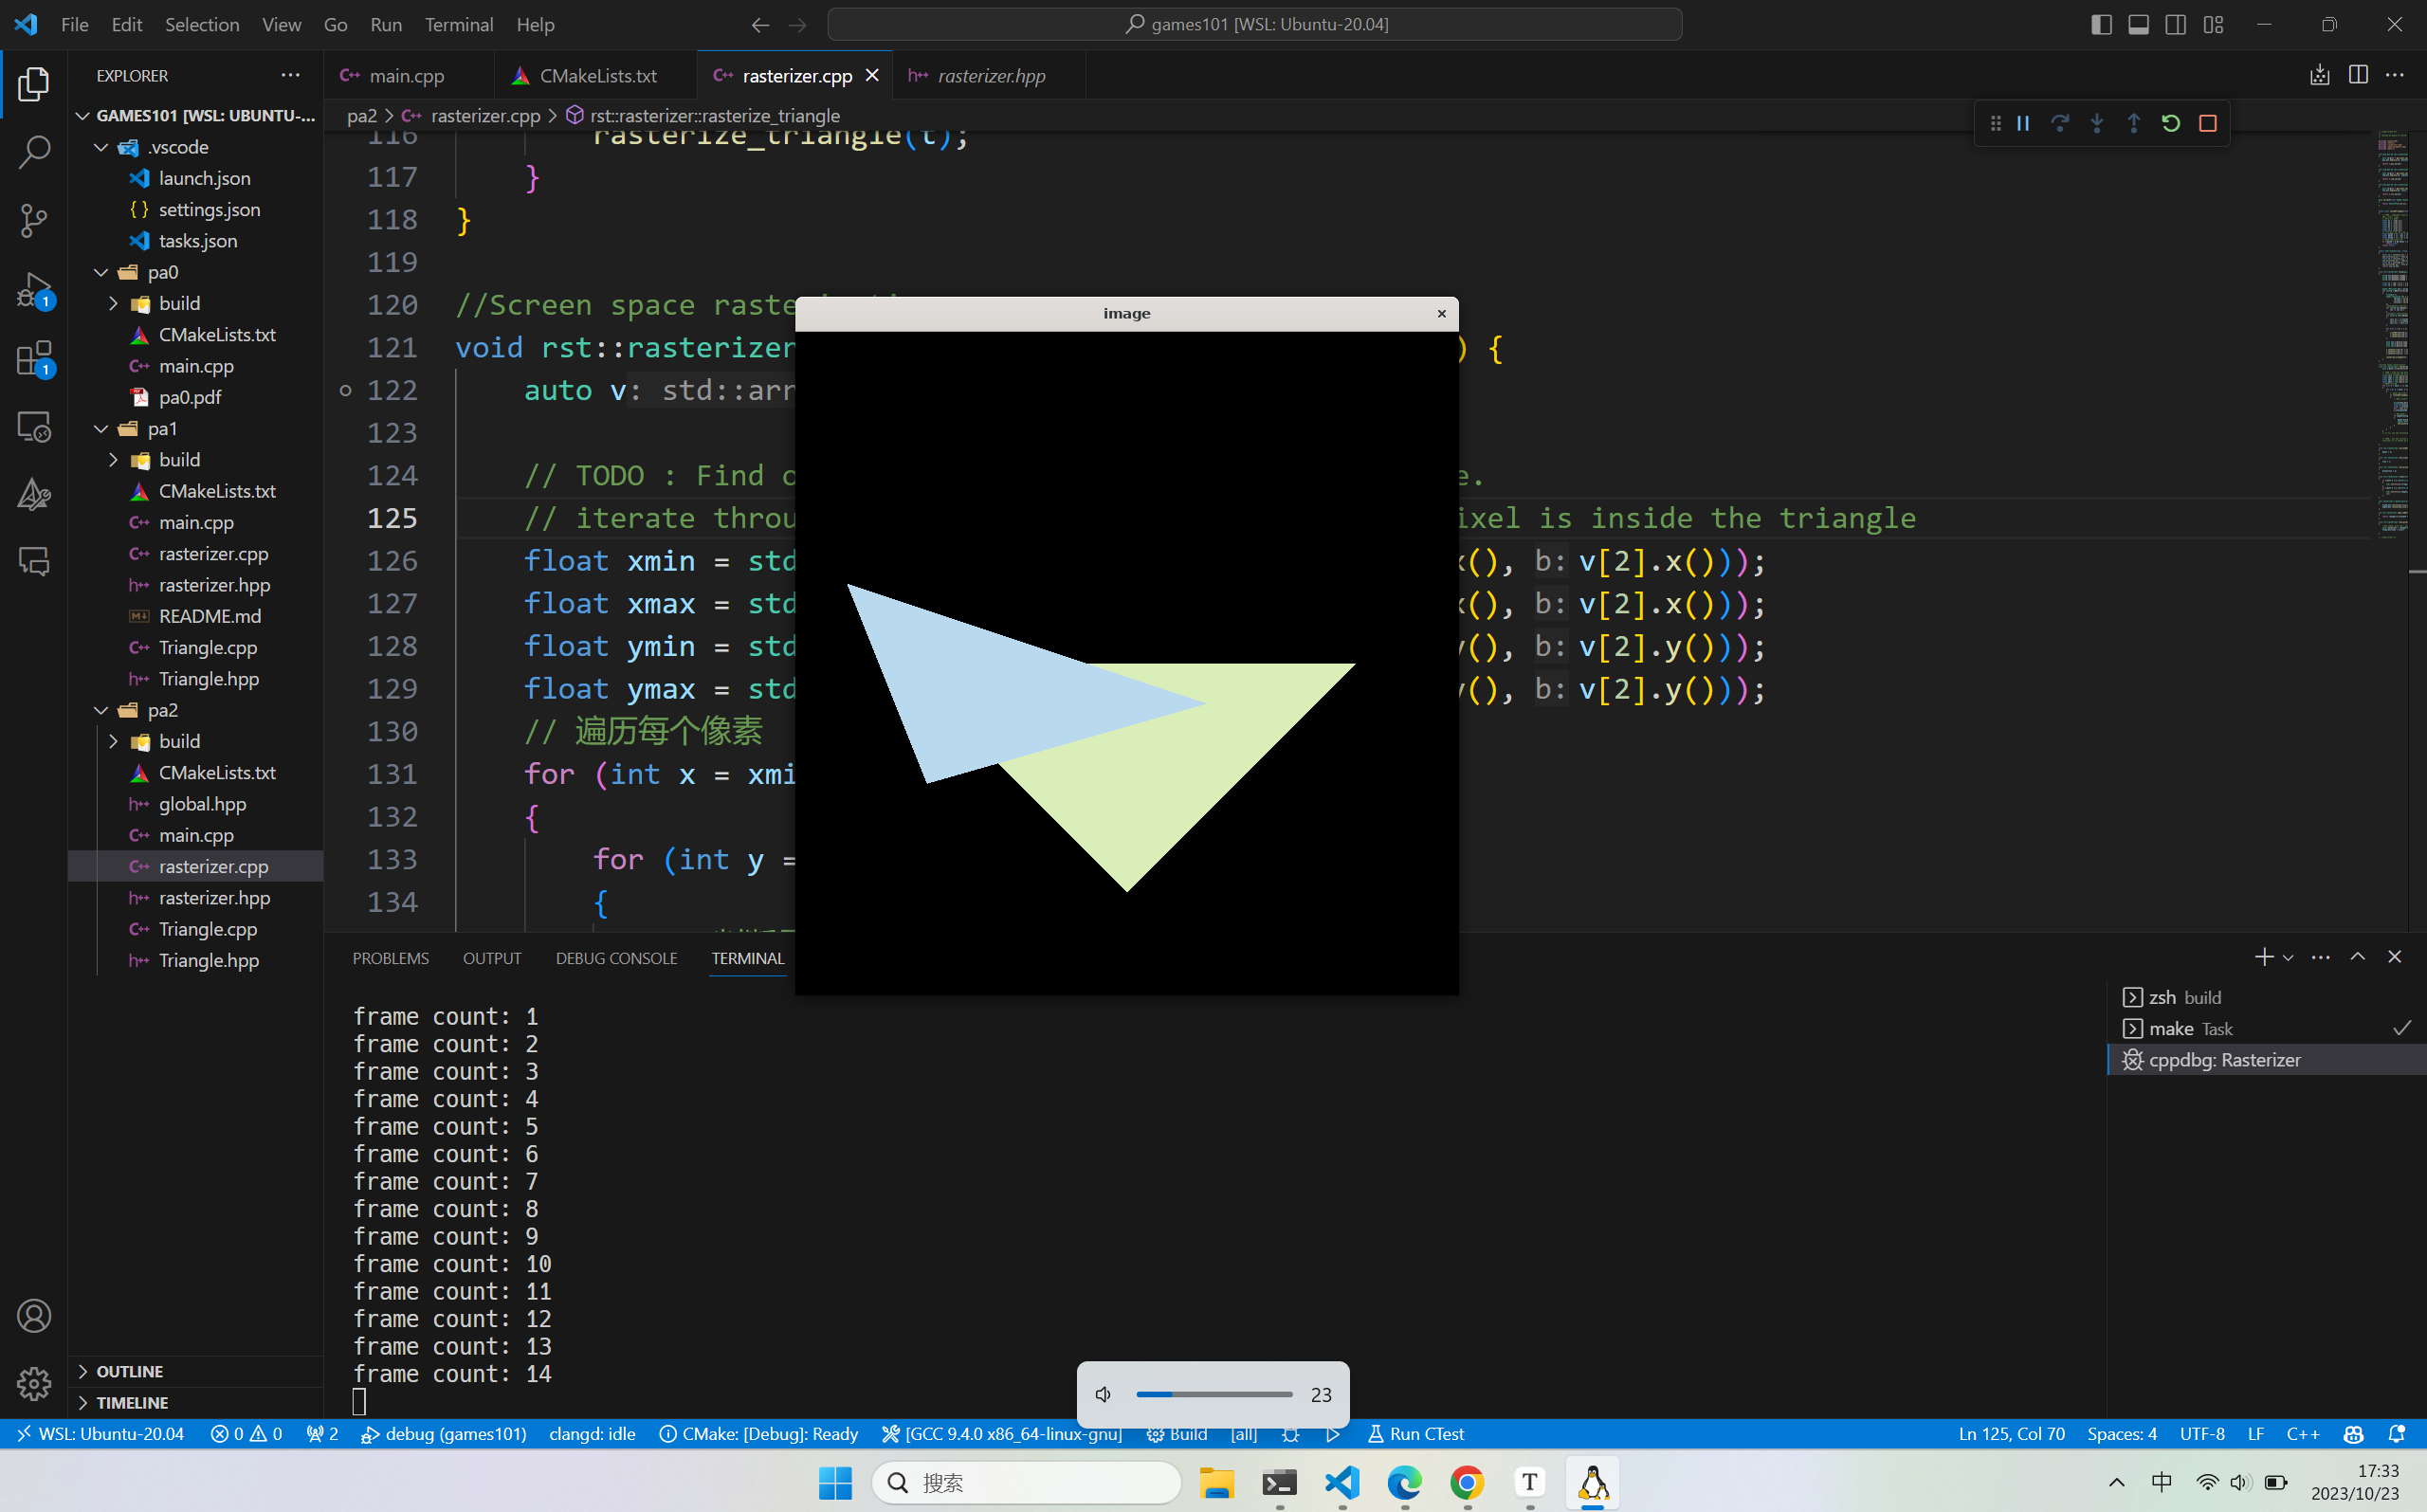 File Edit Selection View Go Run Terminal Help
games101 [WSL: Ubuntu-20.04]
EXPLORER
GAMES101 [WSL: UBUNTU-...
.vscode
launch.json
settings.json
tasks.json
pa0
build
CMakeLists.txt
main.cpp
pa0.pdf
pa1
build
CMakeLists.txt
main.cpp
rasterizer.cpp
rasterizer.hpp
README.md
Triangle.cpp
Triangle.hpp
pa2
build
CMakeLists.txt
global.hpp
main.cpp
rasterizer.cpp
rasterizer.hpp
Triangle.cpp
Triangle.hpp
OUTLINE
TIMELINE
main.cpp CMakeLists.txt rasterizer.cpp rasterizer.hpp
pa2 > rasterizer.cpp > rst::rasterizer::rasterize_triangle
116 rasterize_triangle(t);
117 }
118 }
119
120 //Screen space raste
121 void rst::rasterizer ) {
122 auto v: std::arr
123
124 // TODO : Find o e.
125 // iterate throu ixel is inside the triangle
126 float xmin = std x(), b: v[2].x()));
127 float xmax = std x(), b: v[2].x()));
128 float ymin = std y(), b: v[2].y()));
129 float ymax = std y(), b: v[2].y()));
130 // 遍历每个像素
131 for (int x = xmi
132 {
133 for (int y =
134 {
image
PROBLEMS OUTPUT DEBUG CONSOLE TERMINAL
frame count: 1
frame count: 2
frame count: 3
frame count: 4
frame count: 5
frame count: 6
frame count: 7
frame count: 8
frame count: 9
frame count: 10
frame count: 11
frame count: 12
frame count: 13
frame count: 14
zsh build
make Task
cppdbg: Rasterizer
23
WSL: Ubuntu-20.04 0 0 2 debug (games101) clangd: idle CMake: [Debug]: Ready [GCC 9.4.0 x86_64-linux-gnu] Build [all] Run CTest Ln 125, Col 70 Spaces: 4 UTF-8 LF C++
搜索
中
17:33
2023/10/23